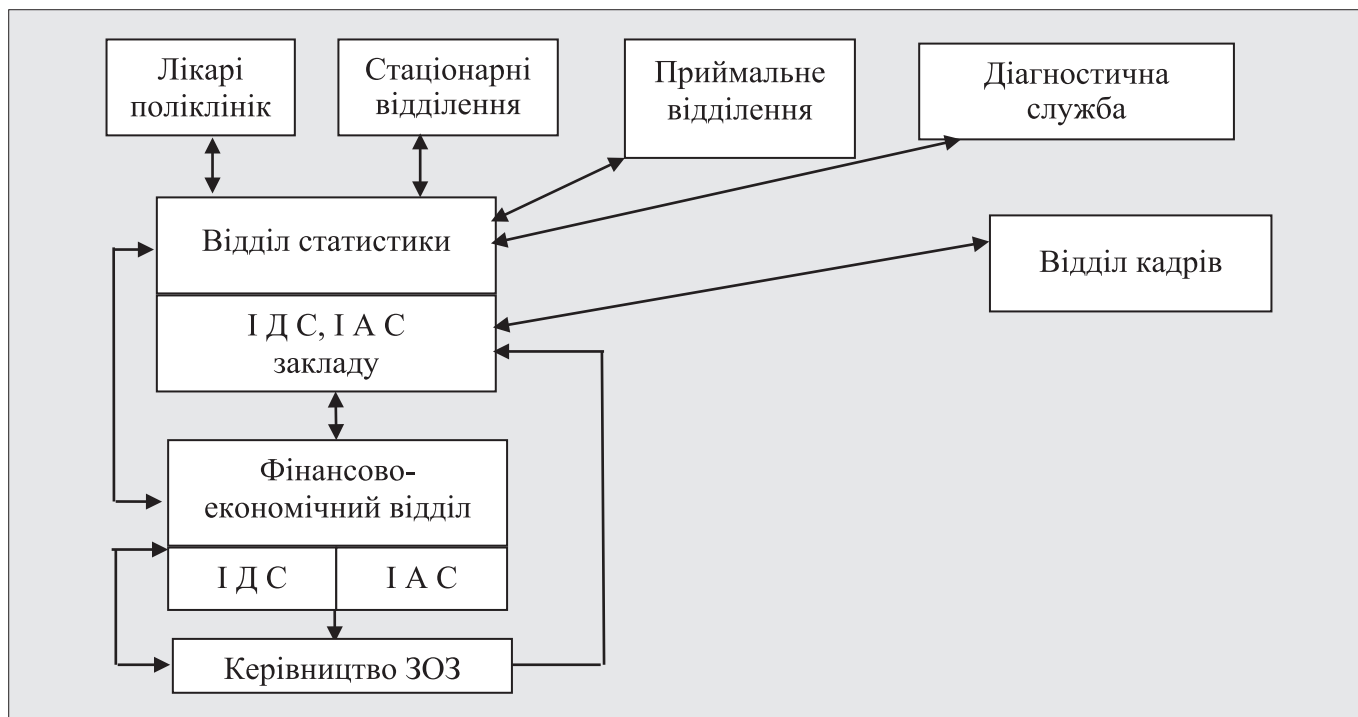 Лікарі
поліклінік
Стаціонарні
відділення
Приймальне
відділення
Діагностична
служба
Відділ статистики
Відділ кадрів
І Д С, І А С
закладу
Фінансово-
економічний відділ
І Д С
І А С
Керівництво ЗОЗ